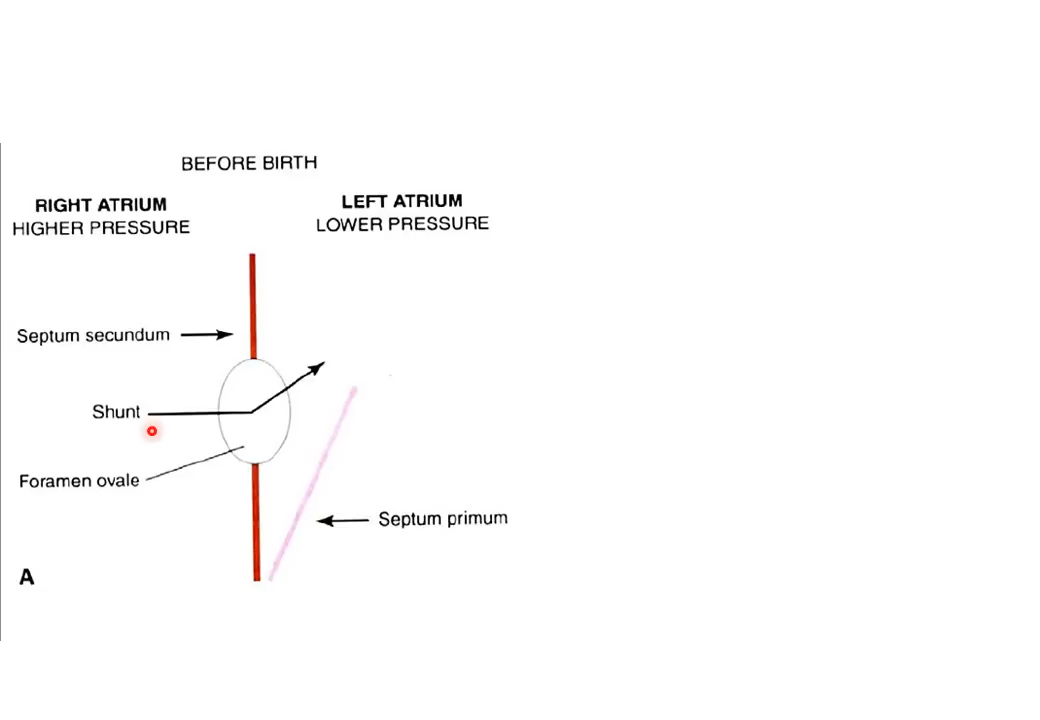 BEFORE BIRTH
RIGHT ATRIUM
HIGHER PRESSURE
LEFT ATRIUM
LOWER PRESSURE
Septum secundum
Shunt
Foramen ovale
Septum primum
A